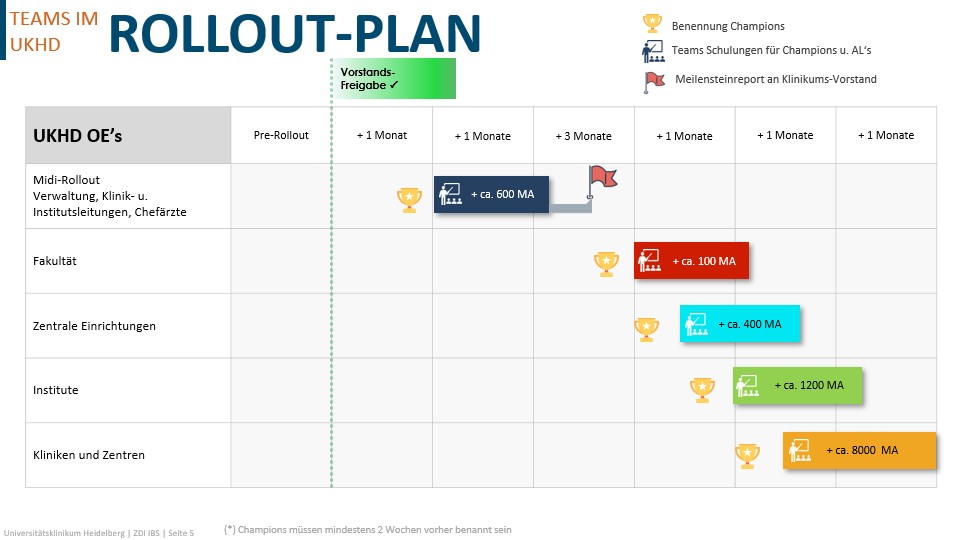 TEAMS IM
UKHD
ROLLOUT-PLAN
Benennung Champions
Teams Schulungen für Champions u. AL‘s
Meilensteinreport an Klinikums-Vorstand
Vorstands-
Freigabe ✓
UKHD OE’s
Pre-Rollout
+ 1 Monat
+ 1 Monate
+ 3 Monate
+ 1 Monate
+ 1 Monate
+ 1 Monate
Midi-Rollout
Verwaltung, Klinik- u.
Institutsleitungen, Chefärzte
+ ca. 600 MA
Fakultät
+ ca. 100 MA
Zentrale Einrichtungen
+ ca. 400 MA
Institute
+ ca. 1200 MA
Kliniken und Zentren
+ ca. 8000 MA
Universitätsklinikum Heidelberg | ZDI IBS | Seite 5
(*) Champions müssen mindestens 2 Wochen vorher benannt sein